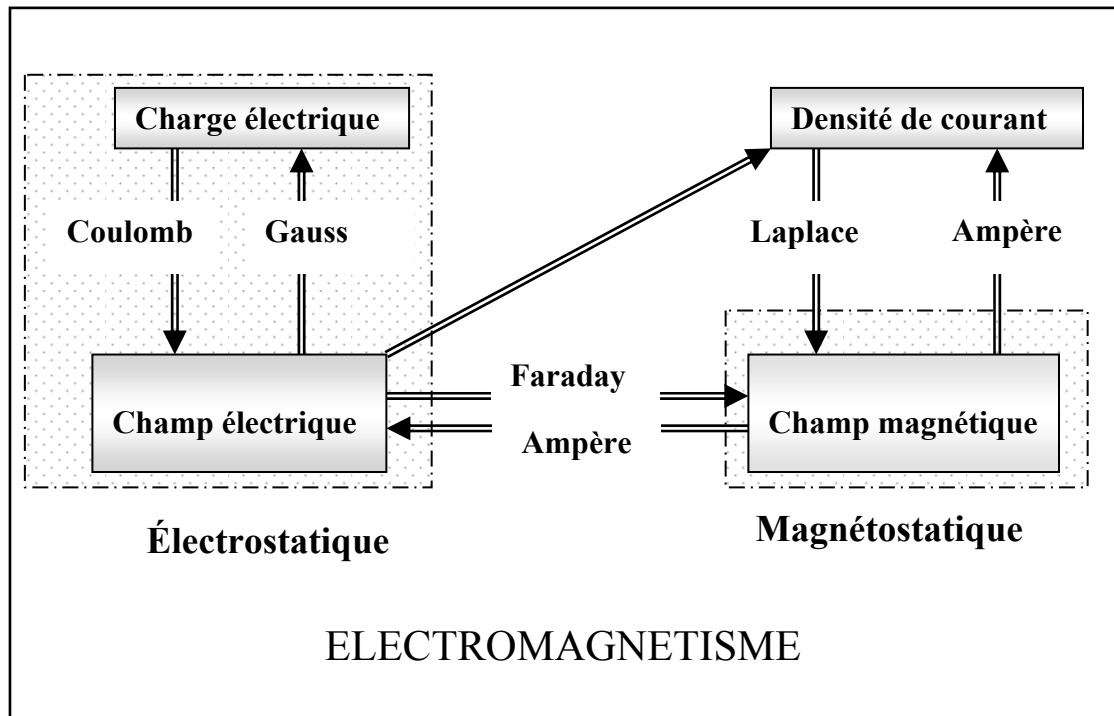 Charge électrique
Densité de courant
Coulomb
Gauss
Laplace
Ampère
Faraday
Champ électrique
Champ magnétique
Ampère
Électrostatique
Magnétostatique
ELECTROMAGNETISME